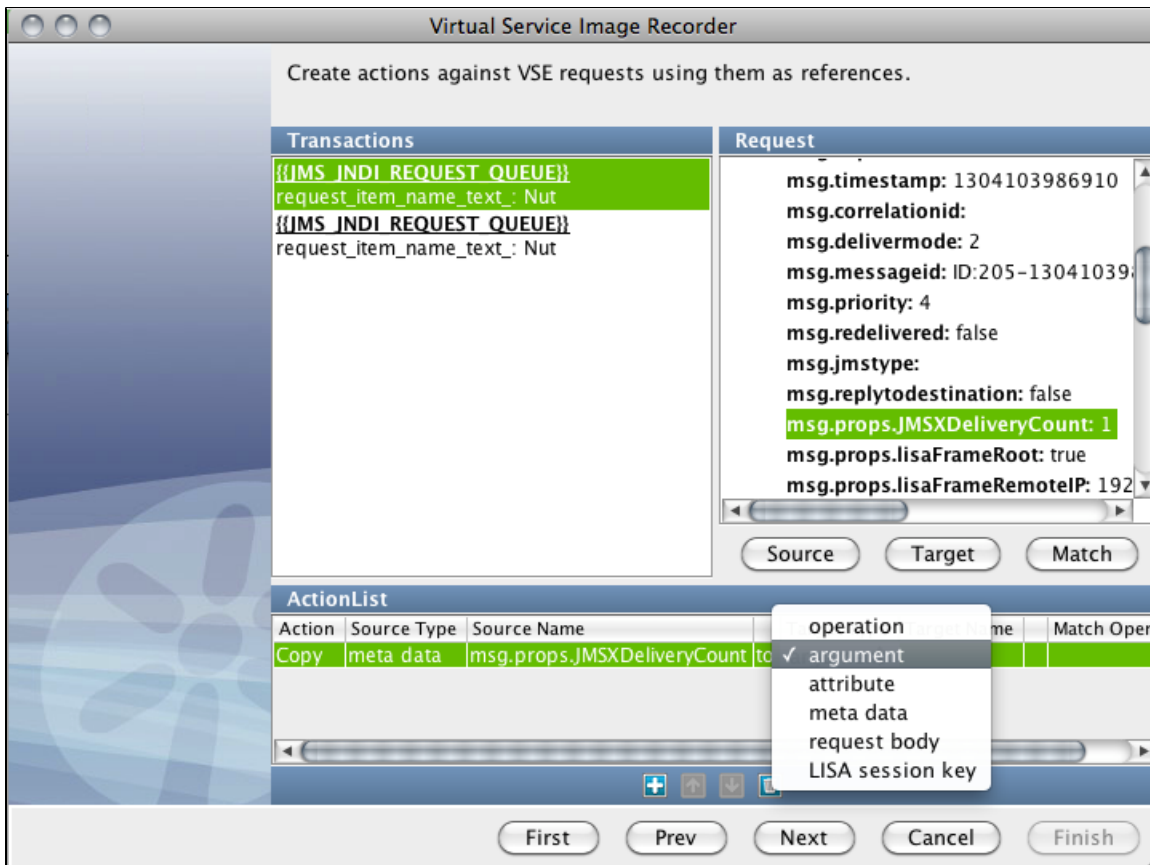 Virtual Service Image Recorder
Create actions against VSE requests using them as references.
Transactions
{{JMS_JNDI_REQUEST_QUEUE}}
request_item_name_text_: Nut
{{JMS_JNDI_REQUEST_QUEUE}}
request_item_name_text_: Nut
Request
msg.timestamp: 1304103986910
msg.correlationid:
msg.delivermode: 2
msg.messageid: ID:205-13041039
msg.priority: 4
msg.redelivered: false
msg.jmstype:
msg.replytodestination: false
msg.props.JMSXDeliveryCount: 1
msg.props.lisaFrameRoot: true
msg.props.lisaFrameRemoteIP: 192
Source Target Match
ActionList
Action Source Type Source Name Name Match Oper
Copy meta data msg.props.JMSXDeliveryCount to
operation
✓ argument
attribute
meta data
request body
LISA session key
First Prev Next Cancel Finish